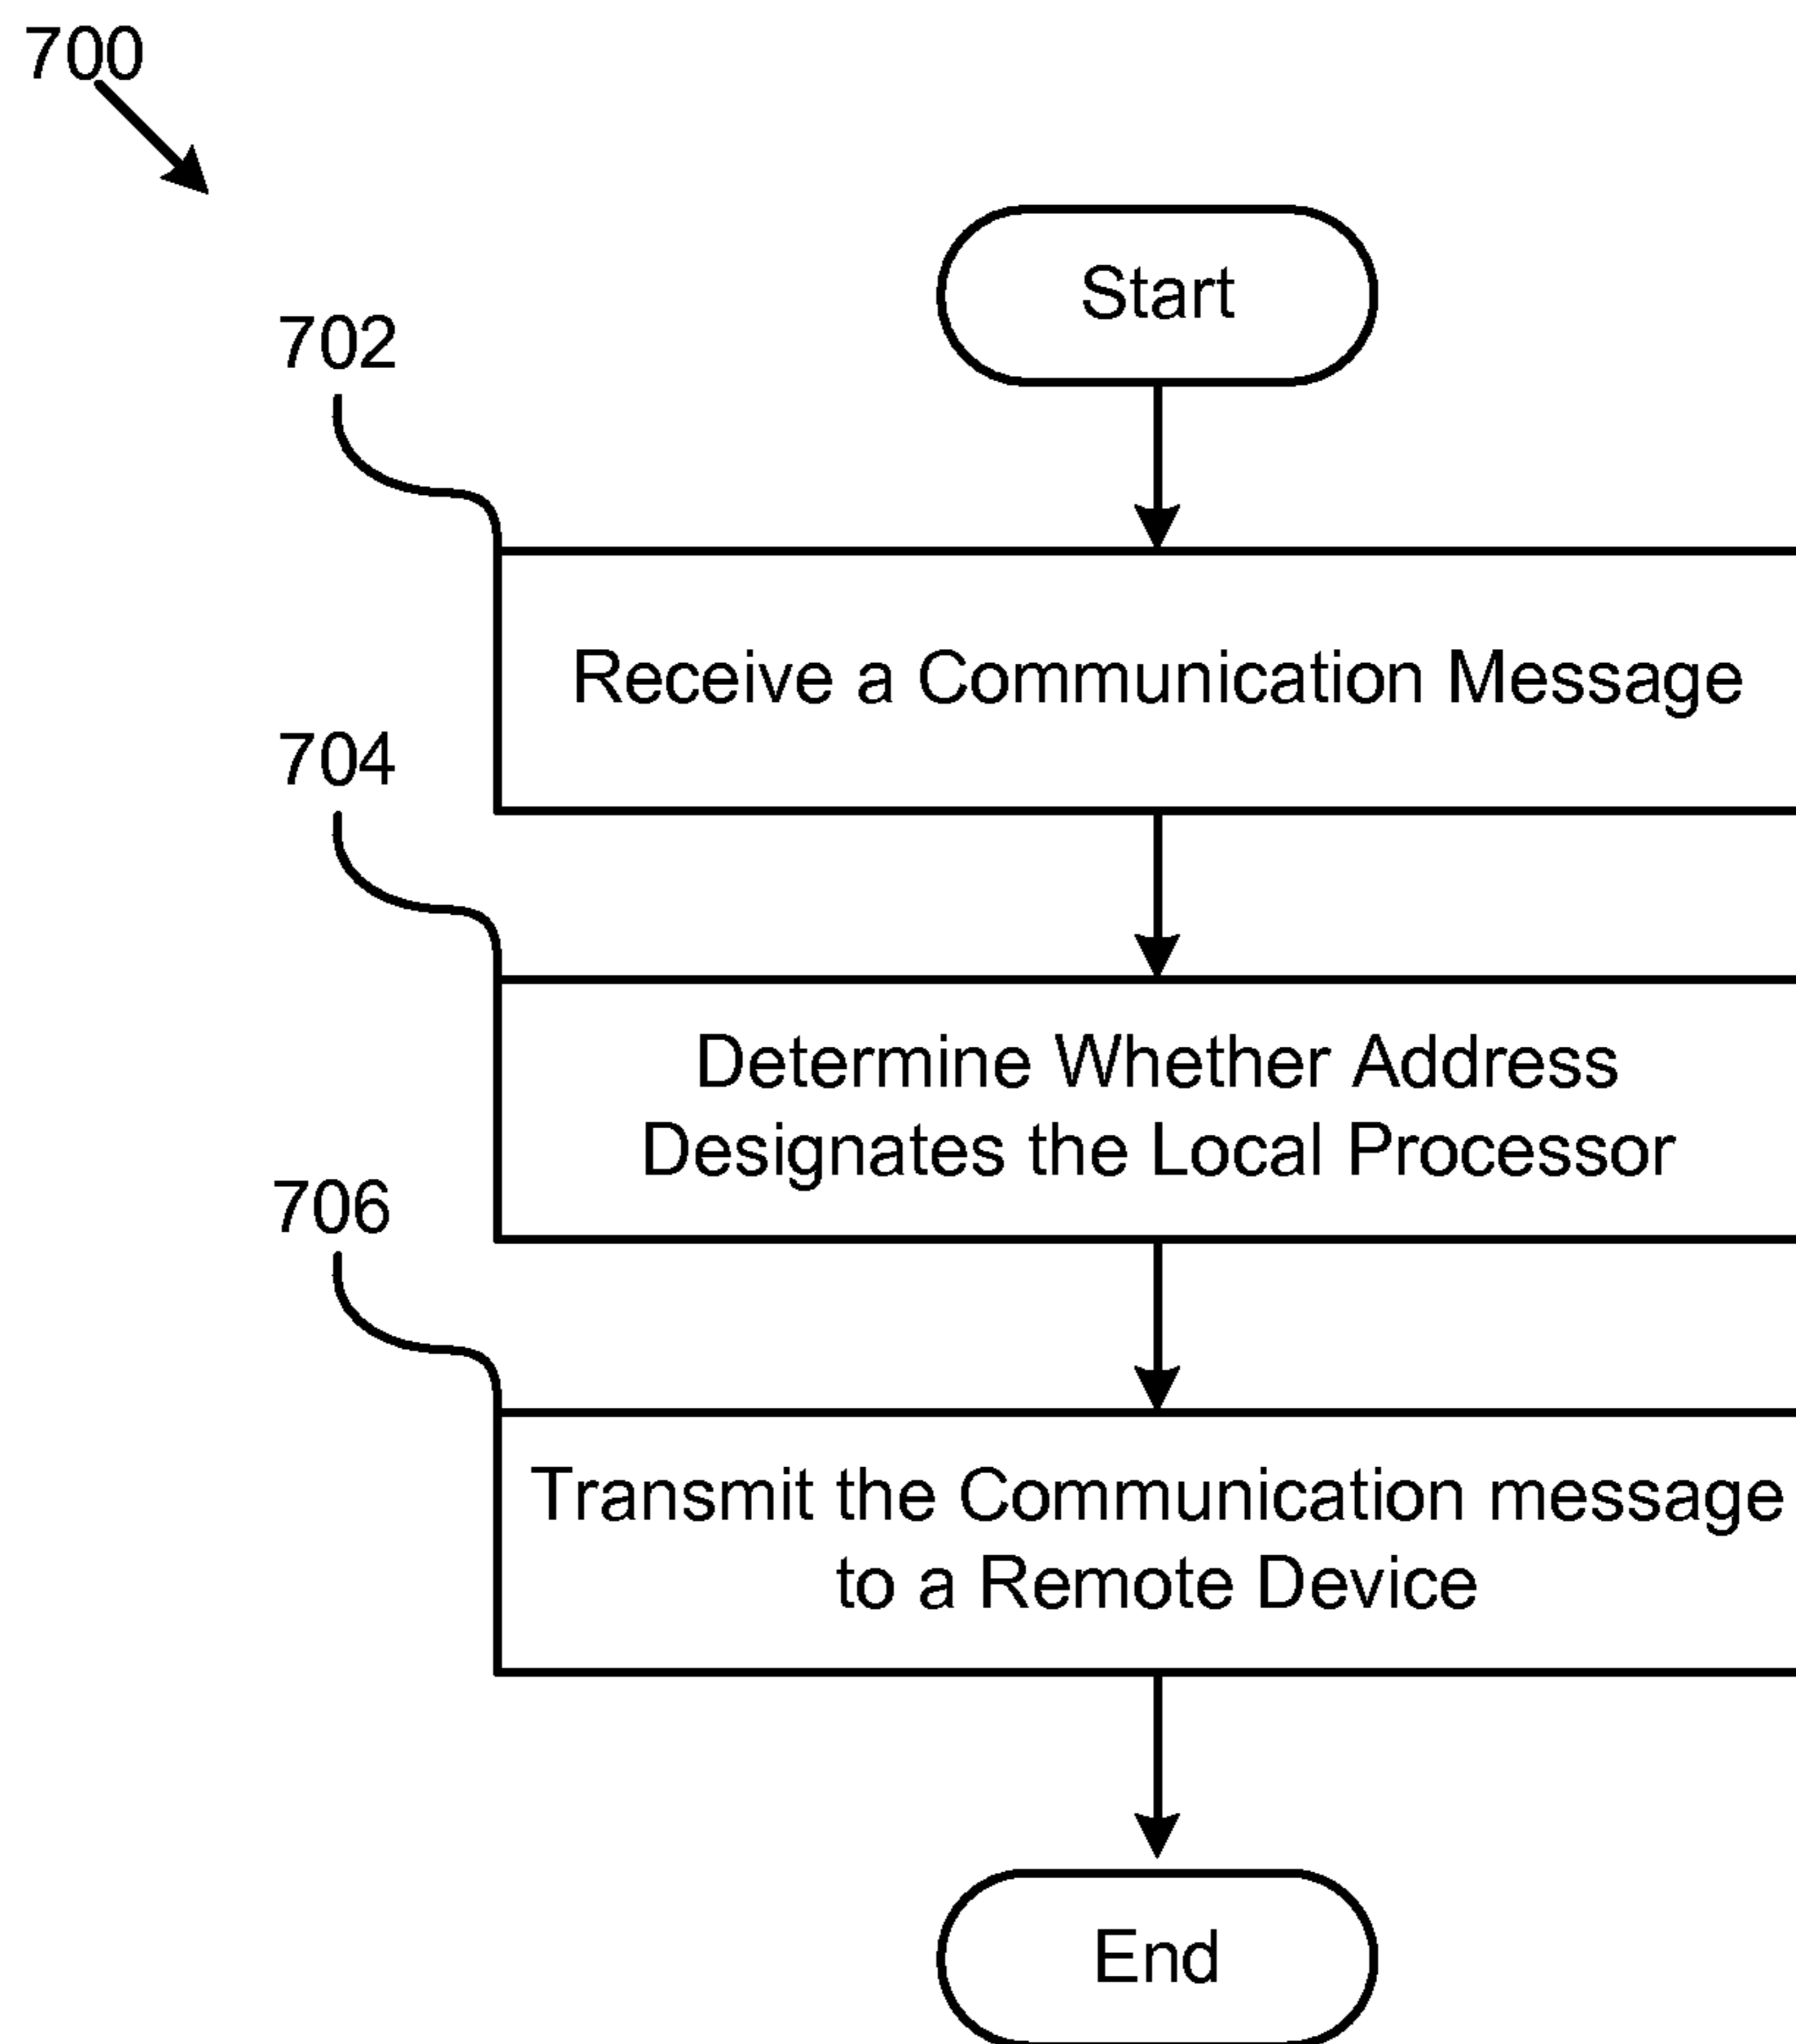 700
Start
702
Receive a Communication Message
704
Determine Whether Address
Designates the Local Processor
706
Transmit the Communication message
to a Remote Device
End